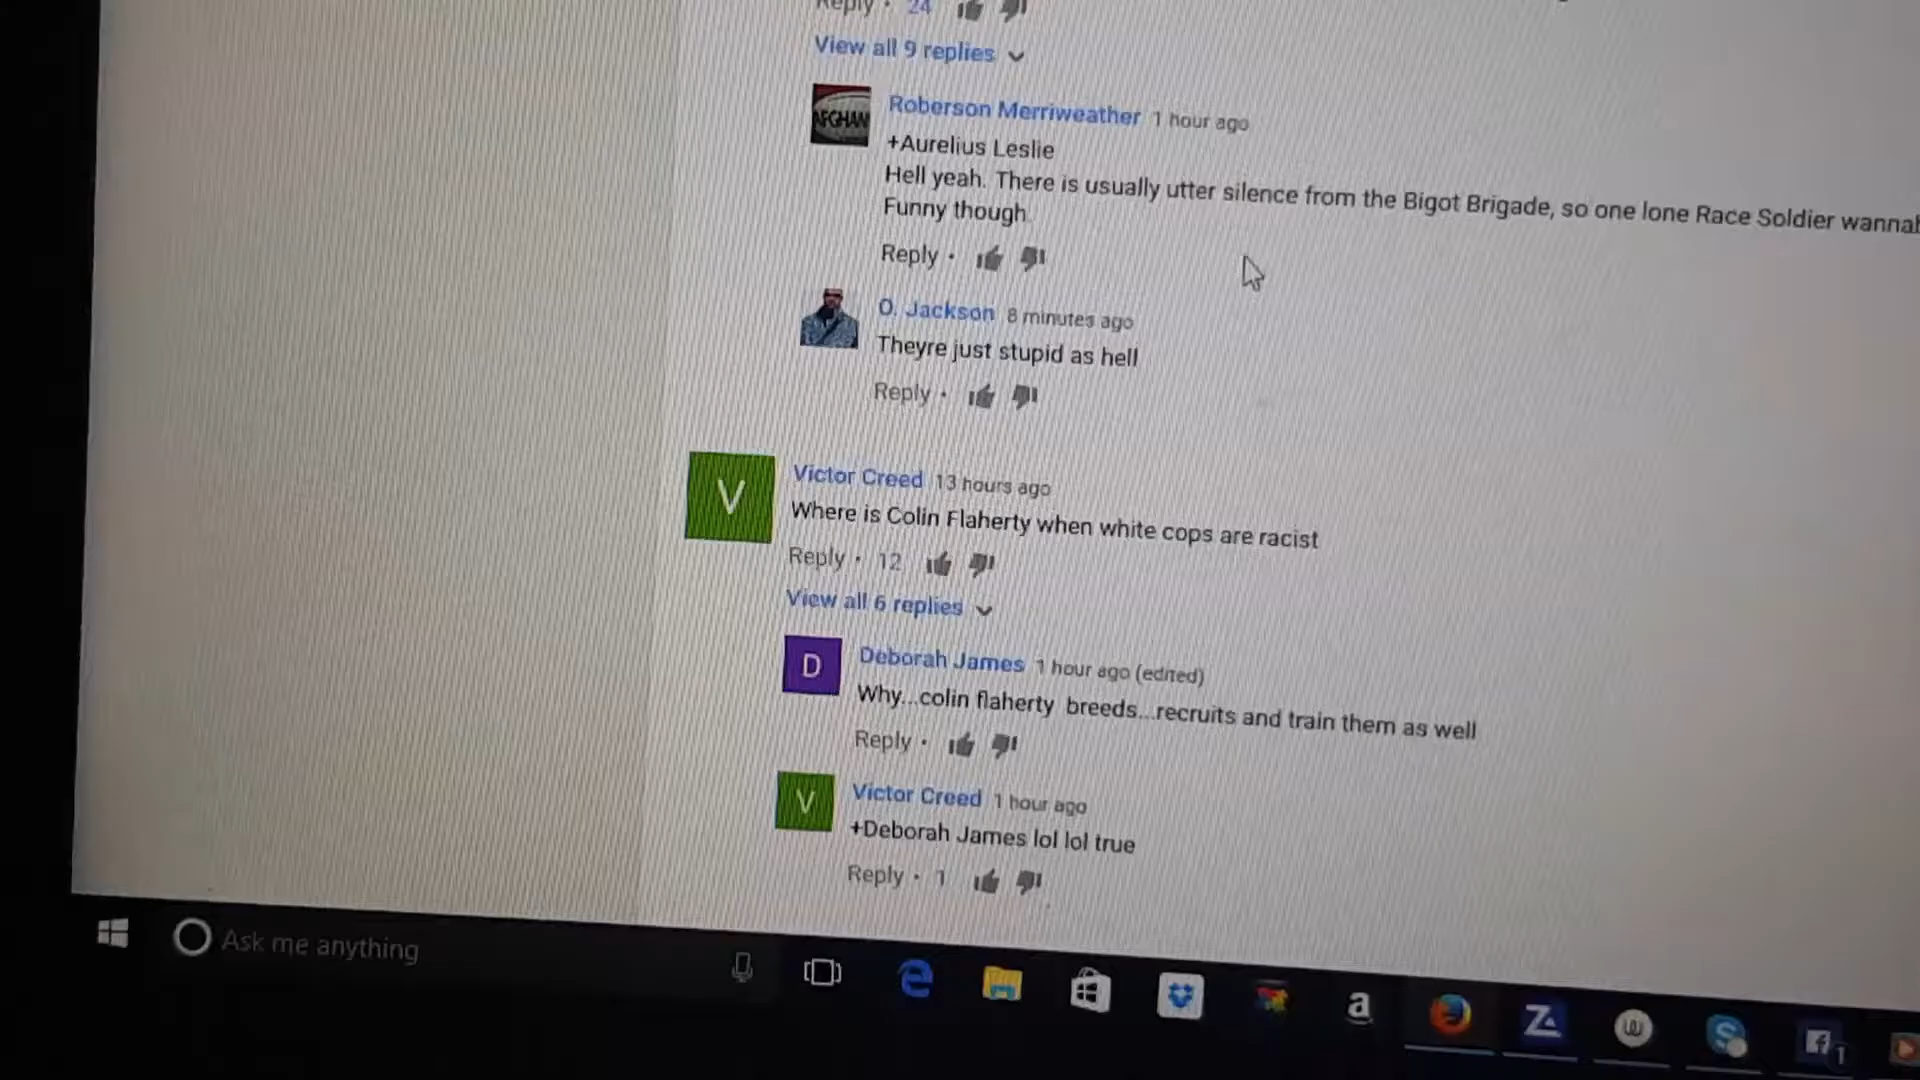 Reply · 24
View all 9 replies
AFGHAN
Roberson Merriweather 1 hour ago
+Aurelius Leslie
Hell yeah. There is usually utter silence from the Bigot Brigade, so one lone Race Soldier
Funny though.
Reply ·
O. Jackson 8 minutes ago
Theyre just stupid as hell
Reply ·
V
Victor Creed 13 hours ago
Where is Colin Flaherty when white cops are racist
Reply · 12
View all 6 replies
D
Deborah James 1 hour ago (edited)
Why...colin flaherty breeds...recruits and train them as well
Reply ·
V
Victor Creed 1 hour ago
+Deborah James lol lol true
Reply · 1
Ask me anything
1